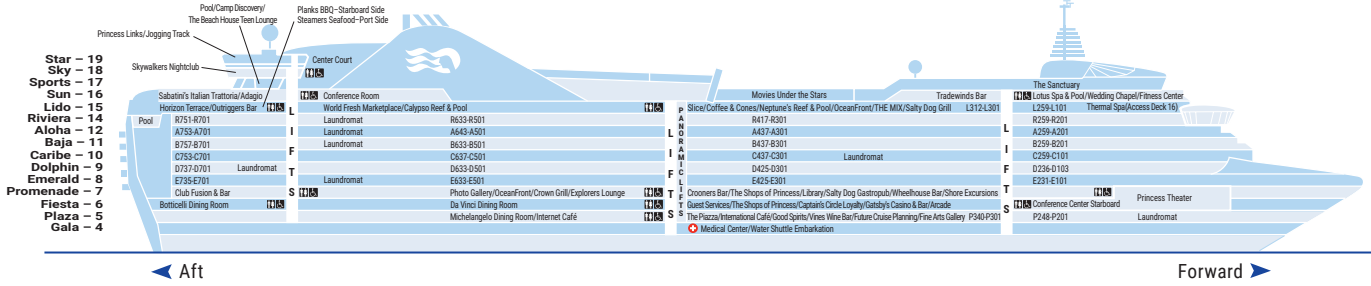 Pool/Camp Discovery/
The Beach House Teen Lounge
Planks BBQ–Starboard Side
Steamers Seafood–Port Side
Princess Links/Jogging Track
Skywalkers Nightclub
Center Court
Star – 19
Sky – 18
Sports – 17
The Sanctuary
Sun – 16
Sabatini's Italian Trattoria/Adagio
Conference Room
Movies Under the Stars
Tradewinds Bar
Lotus Spa & Pool/Wedding Chapel/Fitness Center
Lido – 15
Horizon Terrace/Outriggers Bar
World Fresh Marketplace/Calypso Reef & Pool
Slice/Coffee & Cones/Neptune's Reef & Pool/OceanFront/THE MIX/Salty Dog Grill L312-L301
L259-L101 Thermal Spa(Access Deck 16)
Riviera – 14
Pool
R751-R701
Laundromat
R633-R501
R417-R301
R259-R201
Aloha – 12
A753-A701
Laundromat
A643-A501
A437-A301
A259-A201
Baja – 11
B757-B701
Laundromat
B633-B501
B437-B301
B259-B201
Caribe – 10
C753-C701
C637-C501
C437-C301
Laundromat
C259-C101
Dolphin – 9
D737-D701
Laundromat
D633-D501
D425-D301
D236-D103
Emerald – 8
E735-E701
Laundromat
E633-E501
E425-E301
E231-E101
Promenade – 7
Club Fusion & Bar
Photo Gallery/OceanFront/Crown Grill/Explorers Lounge
Crooners Bar/The Shops of Princess/Library/Salty Dog Gastropub/Wheelhouse Bar/Shore Excursions
Princess Theater
Fiesta – 6
Botticelli Dining Room
Da Vinci Dining Room
Guest Services/The Shops of Princess/Captain's Circle Loyalty/Gatsby's Casino & Bar/Arcade
Conference Center Starboard
Plaza – 5
Michelangelo Dining Room/Internet Café
The Piazza/International Café/Good Spirits/Vines Wine Bar/Future Cruise Planning/Fine Arts Gallery P340-P301
P248-P201
Laundromat
Gala – 4
Medical Center/Water Shuttle Embarkation
LIFTS
LIFTS
PANORAMIC LIFTS
LIFTS
Aft
Forward